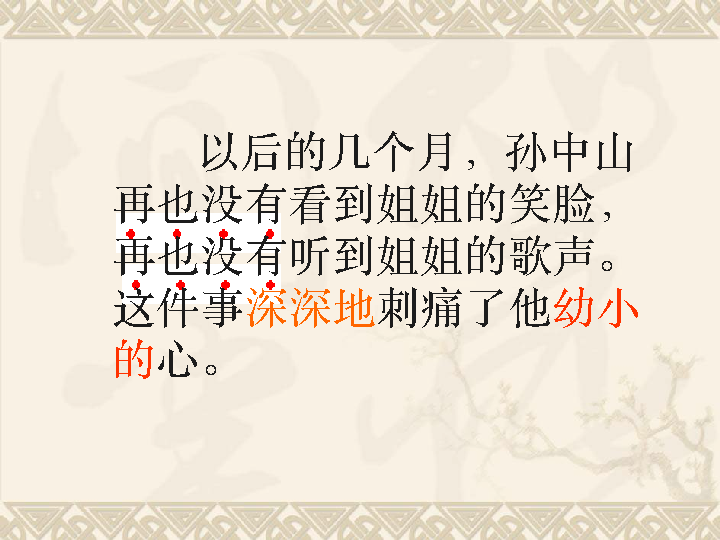 以后的几个月，孙中山
再也没有看到姐姐的笑脸，
再也没有听到姐姐的歌声。
这件事深深地刺痛了他幼小
的心。